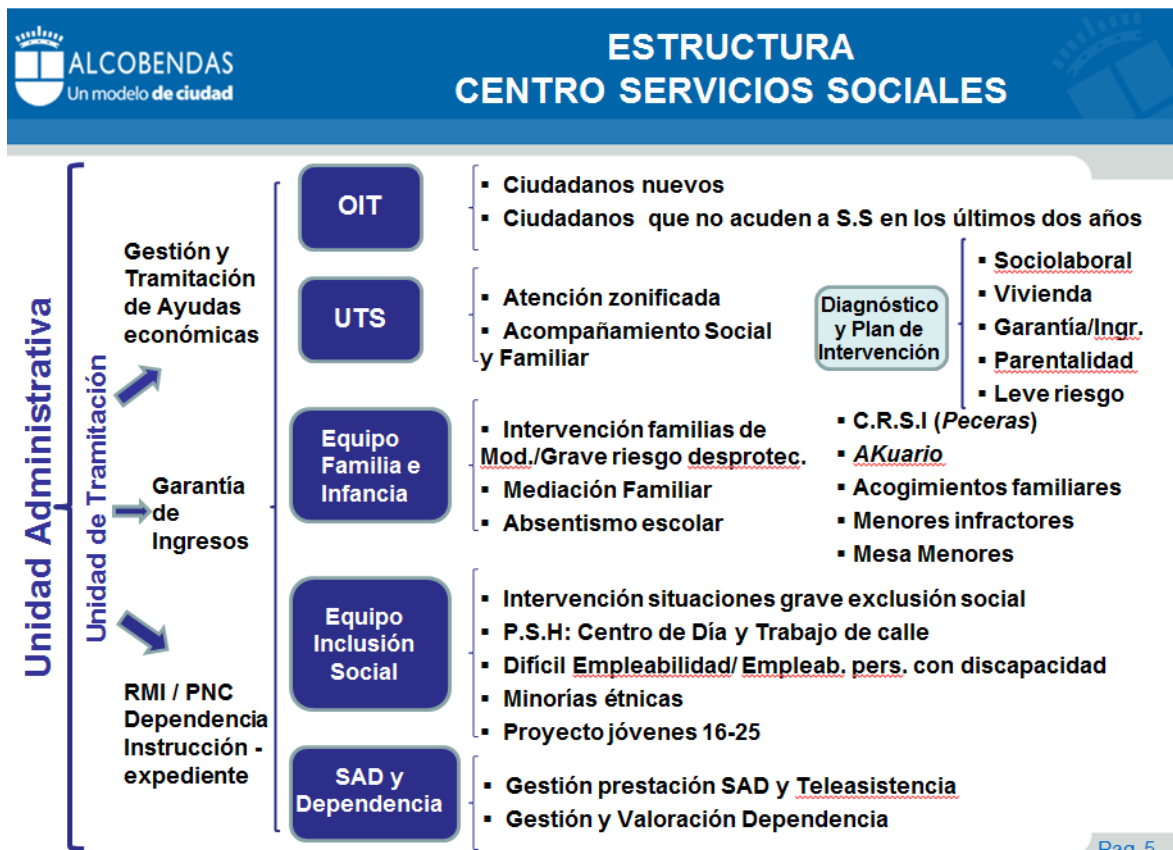 ALCOBENDAS
Un modelo de ciudad
ESTRUCTURA
CENTRO SERVICIOS SOCIALES
Unidad Administrativa
Unidad de Tramitación
Gestión y
Tramitación
de Ayudas
económicas
Garantía
de
Ingresos
RMI / PNC
Dependencia
Instrucción -
expediente
OIT
▪ Ciudadanos nuevos
▪ Ciudadanos que no acuden a S.S en los últimos dos años
UTS
▪ Atención zonificada
▪ Acompañamiento Social
y Familiar
Diagnóstico
y Plan de
Intervención
▪ Sociolaboral
▪ Vivienda
▪ Garantía/Ingr.
▪ Parentalidad
▪ Leve riesgo
Equipo
Familia e
Infancia
▪ Intervención familias de
Mod./Grave riesgo desprotec.
▪ Mediación Familiar
▪ Absentismo escolar
▪ C.R.S.I (Peceras)
▪ AKuario
▪ Acogimientos familiares
▪ Menores infractores
▪ Mesa Menores
Equipo
Inclusión
Social
▪ Intervención situaciones grave exclusión social
▪ P.S.H: Centro de Día y Trabajo de calle
▪ Difícil Empleabilidad/ Empleab. pers. con discapacidad
▪ Minorías étnicas
▪ Proyecto jóvenes 16-25
SAD y
Dependencia
▪ Gestión prestación SAD y Teleasistencia
▪ Gestión y Valoración Dependencia
Pag. 5